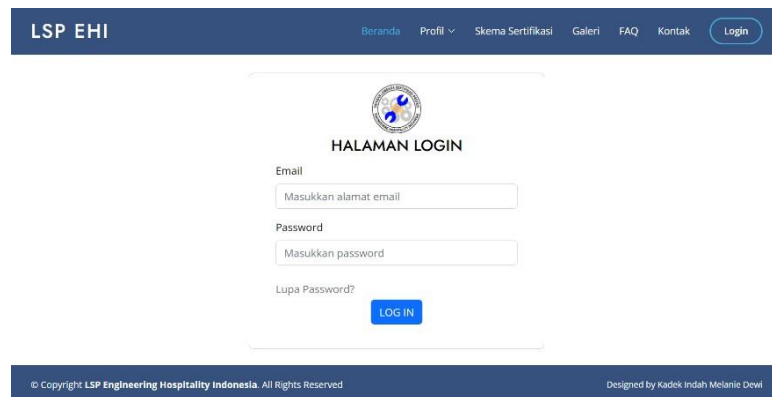 LSP EHI
Beranda Profil Skema Sertifikasi Galeri FAQ Kontak Login
HALAMAN LOGIN
Email
Masukkan alamat email
Password
Masukkan password
Lupa Password?
LOG IN
© Copyright LSP Engineering Hospitality Indonesia. All Rights Reserved
Designed by Kadek Indah Melanie Dewi